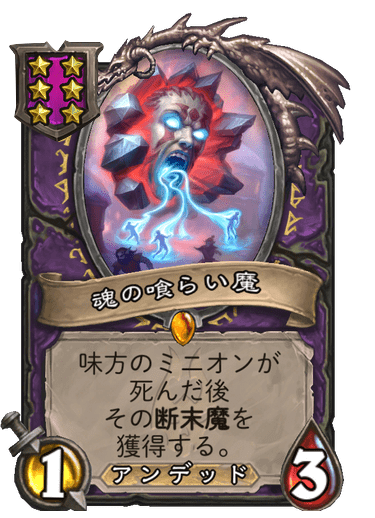 魂の喰らい魔
味方のミニオンが
死んだ後
その断末魔を
獲得する。
1
アンデッド
3